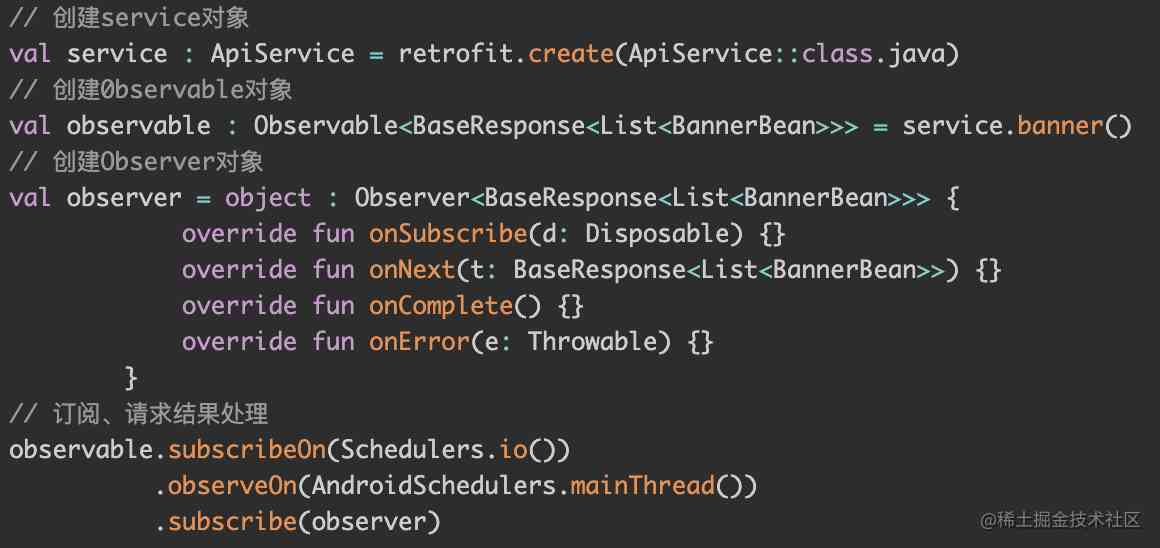 // 创建service对象
val service : ApiService = retrofit.create(ApiService::class.java)
// 创建0bservable对象
val observable : Observable<BaseResponse<List<BannerBean>>> = service.banner()
// 创建Observer对象
val observer = object : Observer<BaseResponse<List<BannerBean>>> {
            override fun onSubscribe(d: Disposable) {}
            override fun onNext(t: BaseResponse<List<BannerBean>>) {}
            override fun onComplete() {}
            override fun onError(e: Throwable) {}
        }
// 订阅、请求结果处理
observable.subscribeOn(Schedulers.io())
          .observeOn(AndroidSchedulers.mainThread())
          .subscribe(observer)
@稀土掘金技术社区